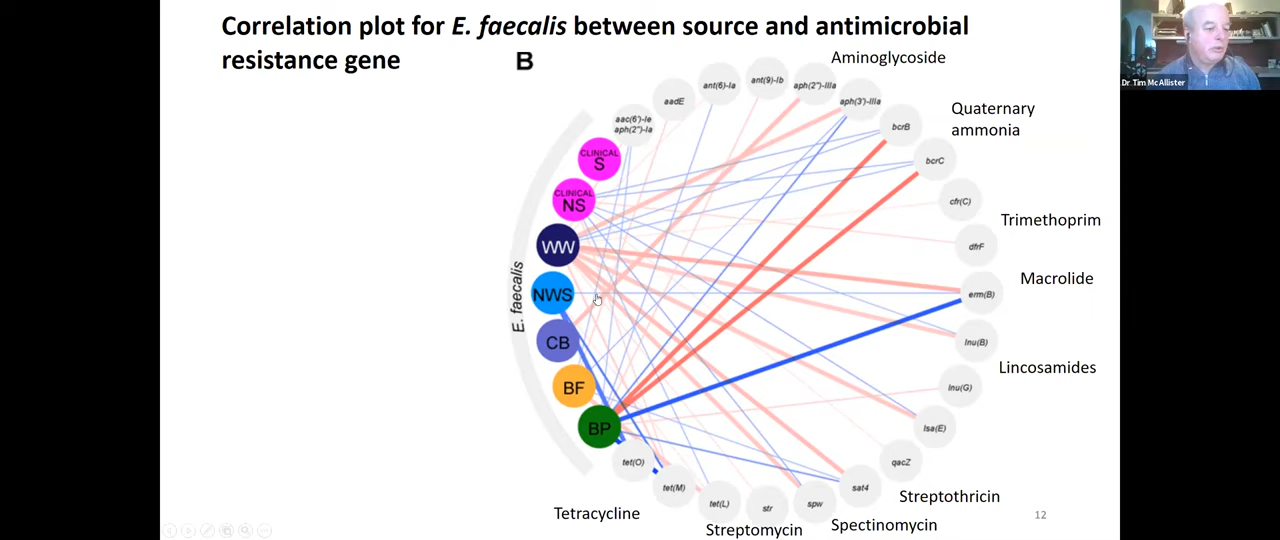 Correlation plot for E. faecalis between source and antimicrobial
resistance gene
B
Dr Tim McAllister
Aminoglycoside
Quaternary
ammonia
Trimethoprim
Macrolide
Lincosamides
Streptothricin
Spectinomycin
Streptomycin
Tetracycline
E. faecalis
CLINICAL
S
CLINICAL
NS
WW
NWS
CB
BF
BP
aac(6')-Ie
aph(2")-Ia
aadE
ant(6)-Ia
ant(9)-Ib
aph(2")-IIIa
aph(3')-IIIa
bcrB
bcrC
cfr(C)
dfrF
erm(B)
lnu(B)
lnu(G)
lsa(E)
qacZ
sat4
spw
str
tet(L)
tet(M)
tet(O)
12